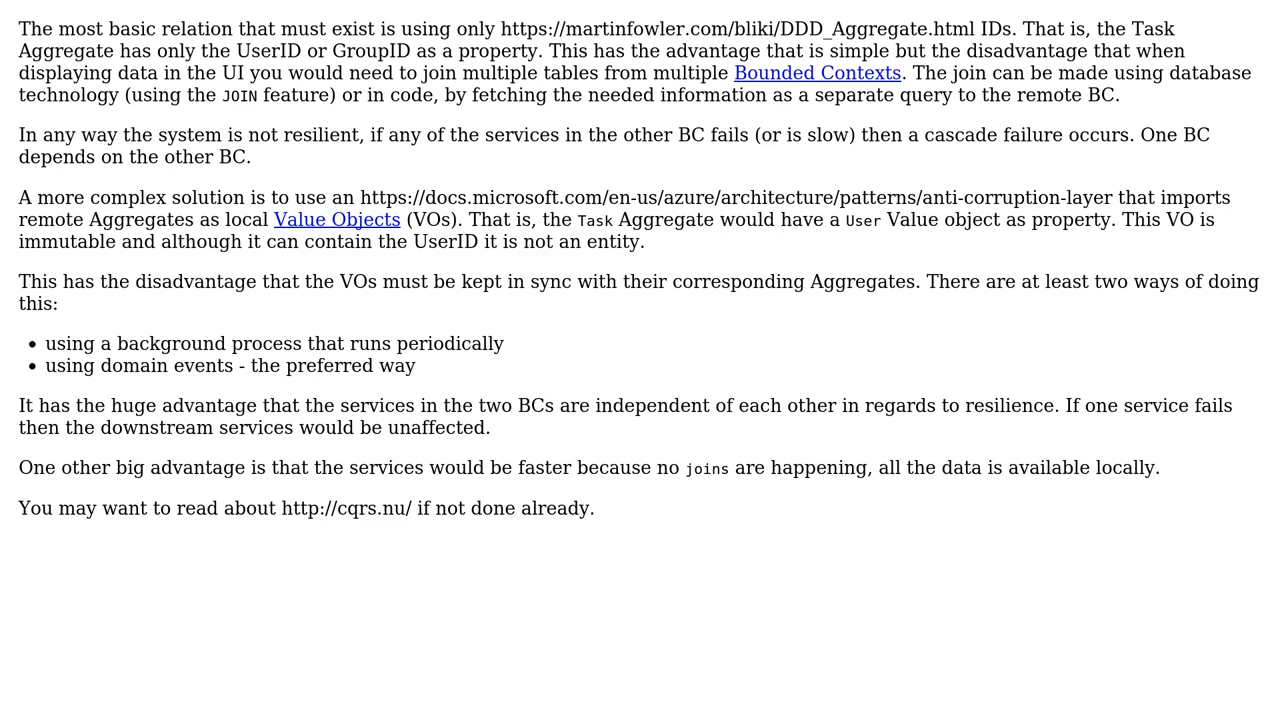 The most basic relation that must exist is using only https://martinfowler.com/bliki/DDD_Aggregate.html IDs. That is, the Task
Aggregate has only the UserID or GroupID as a property. This has the advantage that is simple but the disadvantage that when
displaying data in the UI you would need to join multiple tables from multiple Bounded Contexts. The join can be made using database
technology (using the JOIN feature) or in code, by fetching the needed information as a separate query to the remote BC.
In any way the system is not resilient, if any of the services in the other BC fails (or is slow) then a cascade failure occurs. One BC
depends on the other BC.
A more complex solution is to use an https://docs.microsoft.com/en-us/azure/architecture/patterns/anti-corruption-layer that imports
remote Aggregates as local Value Objects (VOs). That is, the Task Aggregate would have a User Value object as property. This VO is
immutable and although it can contain the UserID it is not an entity.
This has the disadvantage that the VOs must be kept in sync with their corresponding Aggregates. There are at least two ways of doing
this:
• using a background process that runs periodically
• using domain events - the preferred way
It has the huge advantage that the services in the two BCs are independent of each other in regards to resilience. If one service fails
then the downstream services would be unaffected.
One other big advantage is that the services would be faster because no joins are happening, all the data is available locally.
You may want to read about http://cqrs.nu/ if not done already.